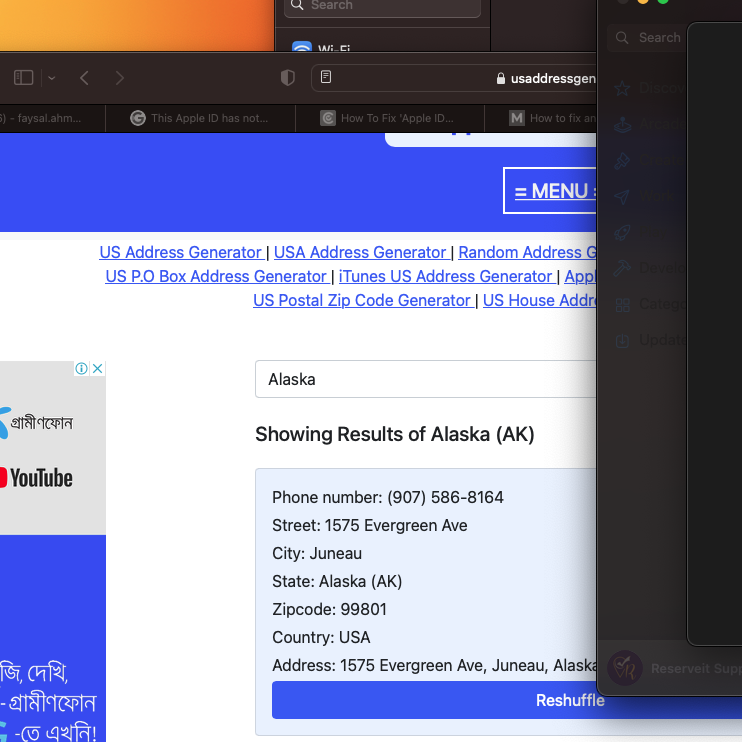 Search
Wi-Fi
usaddressgen
) - faysal.ahm...
This Apple ID has not...
How To Fix 'Apple ID...
How to fix an
Search
= MENU =
US Address Generator | USA Address Generator | Random Address G
US P.O Box Address Generator | iTunes US Address Generator | Appl
US Postal Zip Code Generator | US House Addre
Discov
Develo
Catego
Update
Alaska
গ্রামীণফোন
YouTube
Showing Results of Alaska (AK)
Phone number: (907) 586-8164
Street: 1575 Evergreen Ave
City: Juneau
State: Alaska (AK)
Zipcode: 99801
Country: USA
Address: 1575 Evergreen Ave, Juneau, Alaska
Reserveit Supp
Reshuffle
জি, দেখি,
- গ্রামীণফোন
G -তে এখনি!